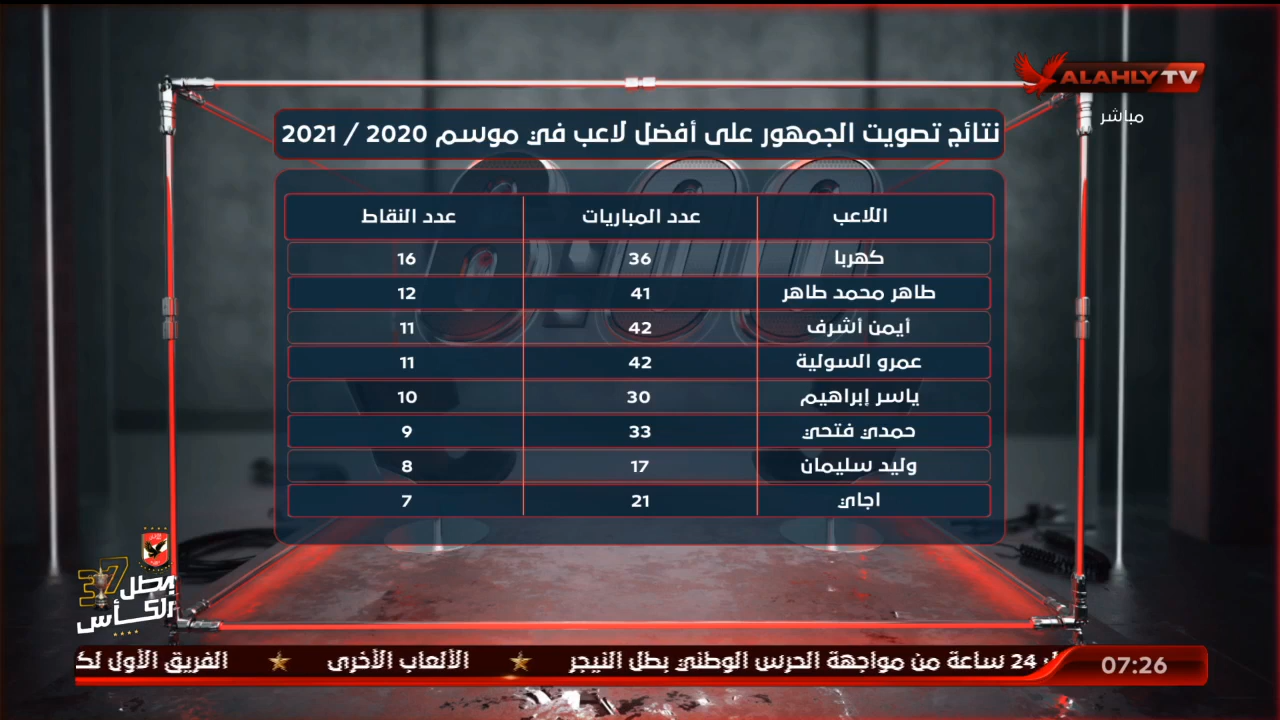 ALAHLY TV
مباشر
نتائج تصويت الجمهور على أفضل لاعب في موسم 2020 / 2021
اللاعب عدد المباريات عدد النقاط
كهربا 36 16
طاهر محمد طاهر 41 12
أيمن أشرف 42 11
عمرو السولية 42 11
ياسر إبراهيم 30 10
حمدي فتحي 33 9
وليد سليمان 17 8
اجاي 21 7
37
بطل الكأس
24 ساعة من مواجهة الحرس الوطني بطل النيجر ★ الألعاب الأخرى ★ الفريق الأول
07:26